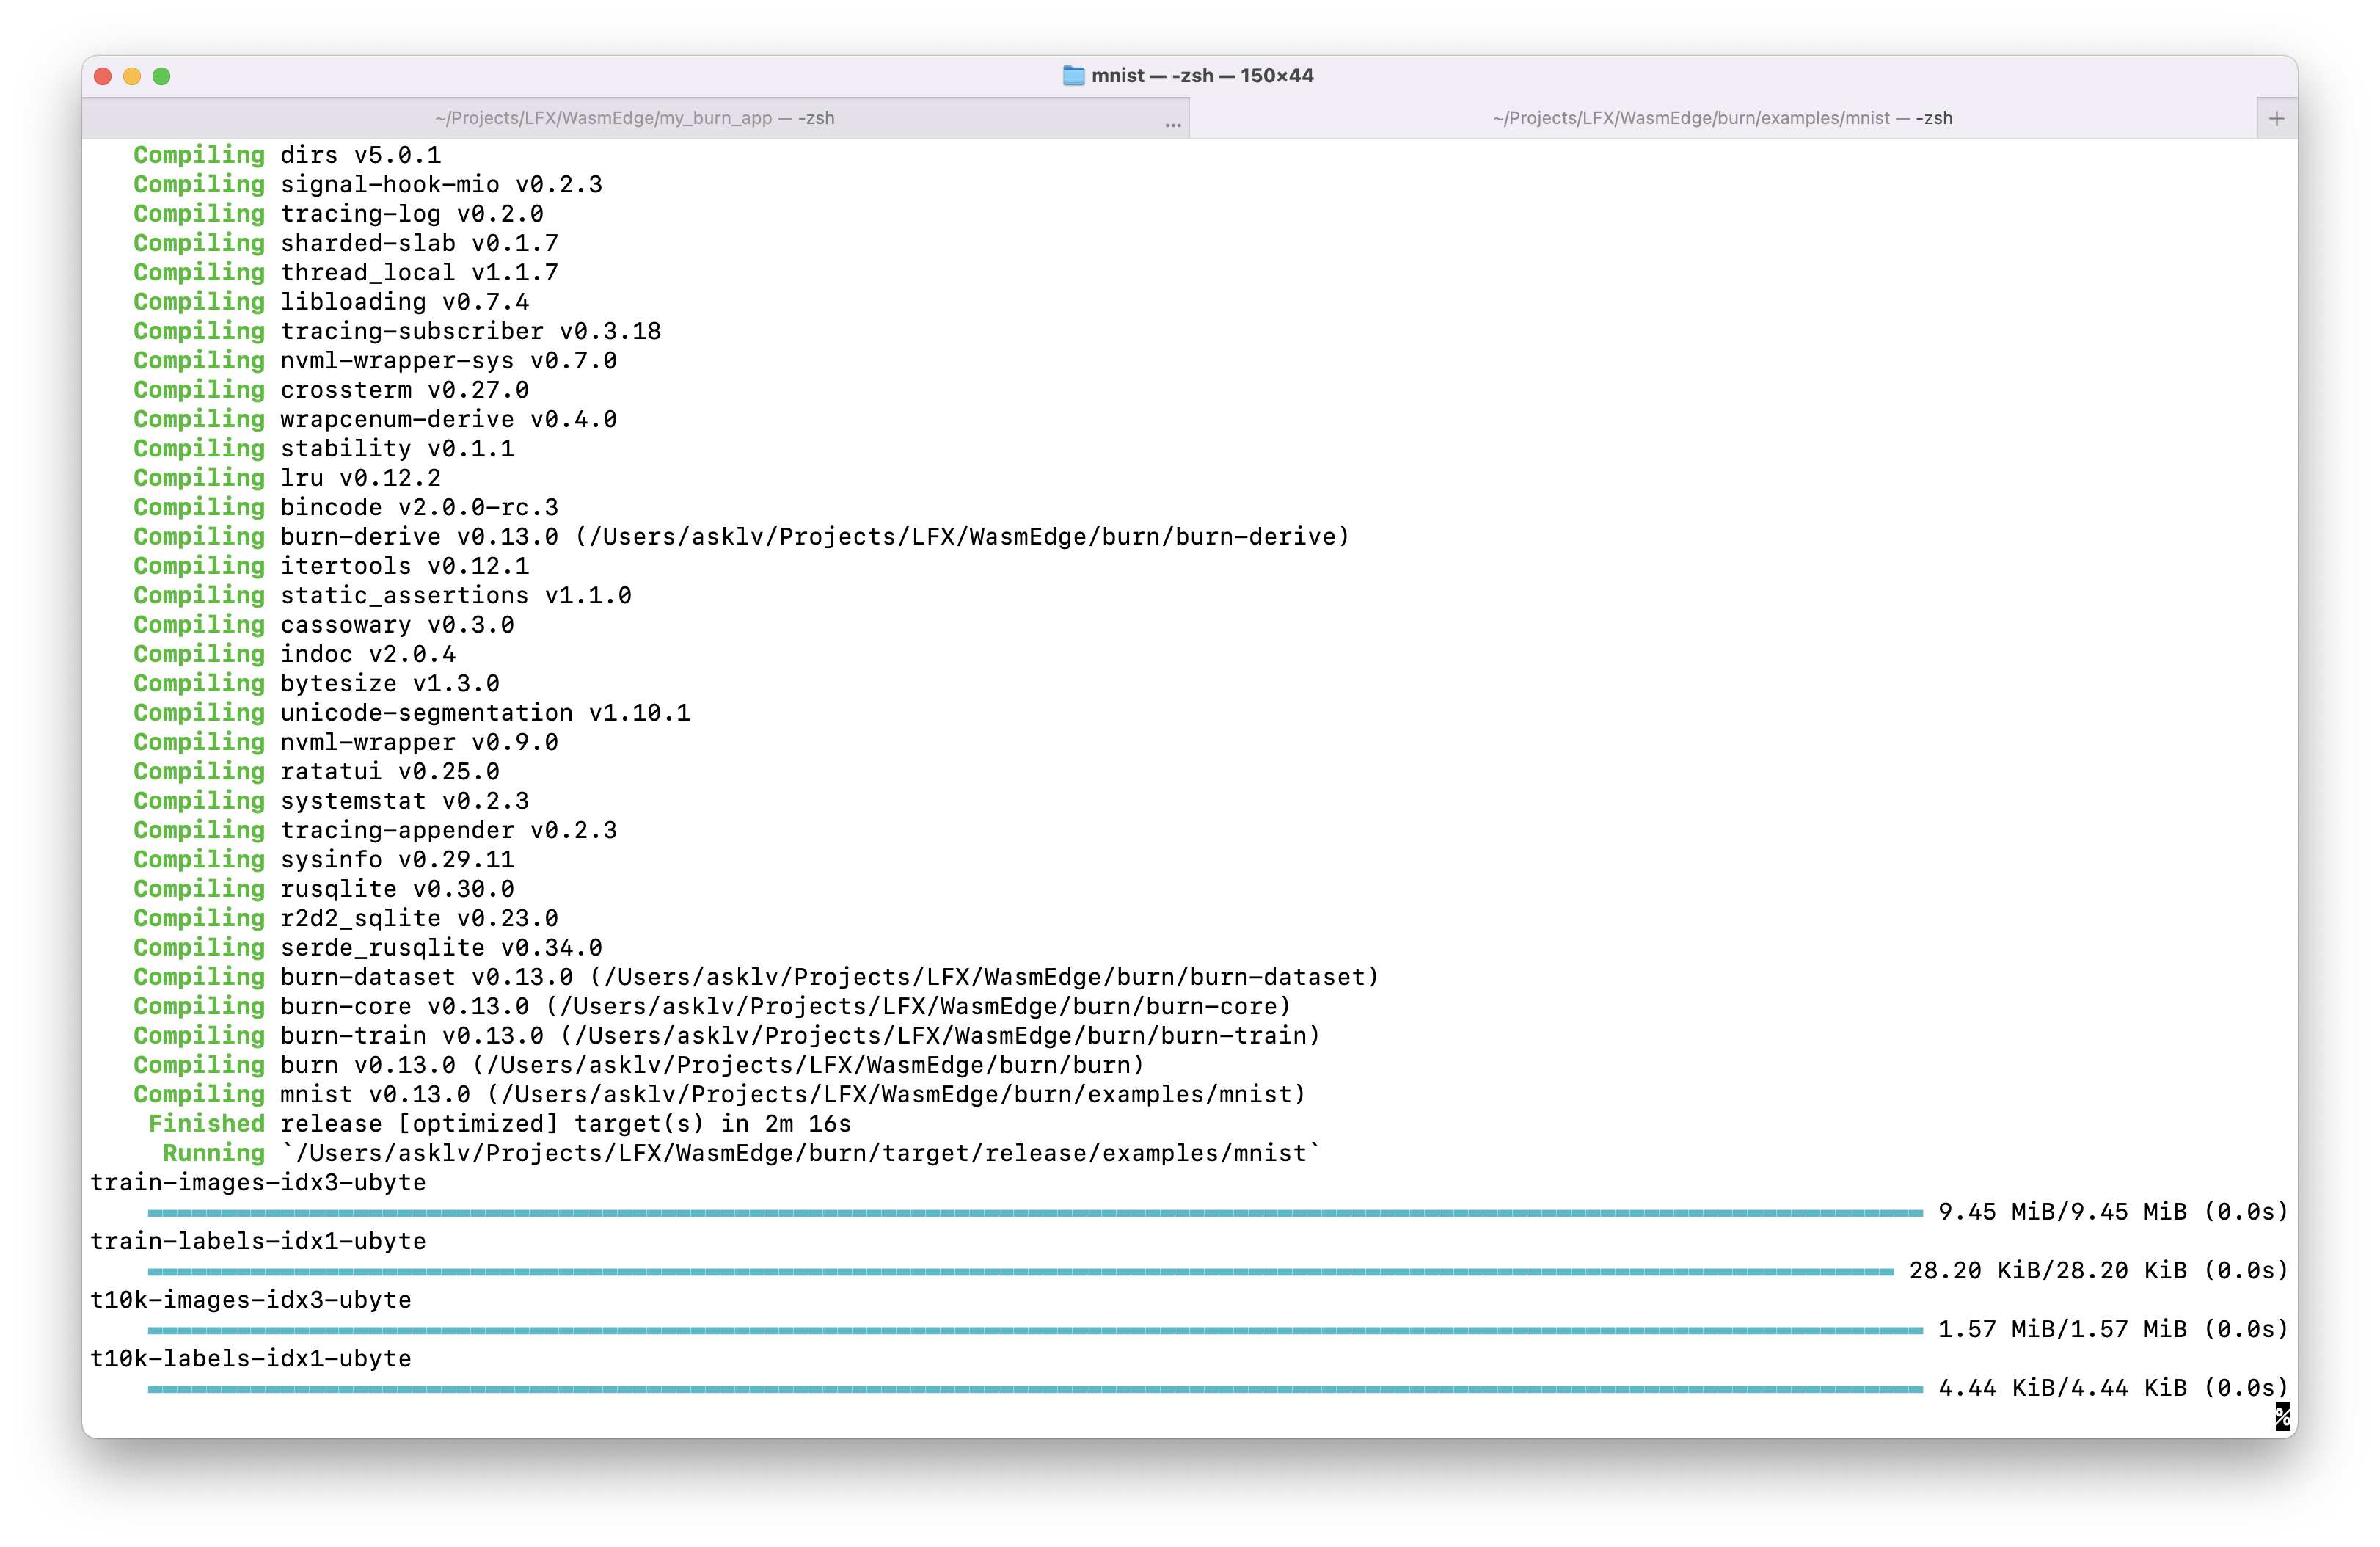 mnist — -zsh — 150×44
~/Projects/LFX/WasmEdge/my_burn_app — -zsh ...
~/Projects/LFX/WasmEdge/burn/examples/mnist — -zsh +
Compiling dirs v5.0.1
Compiling signal-hook-mio v0.2.3
Compiling tracing-log v0.2.0
Compiling sharded-slab v0.1.7
Compiling thread_local v1.1.7
Compiling libloading v0.7.4
Compiling tracing-subscriber v0.3.18
Compiling nvml-wrapper-sys v0.7.0
Compiling crossterm v0.27.0
Compiling wrapcenum-derive v0.4.0
Compiling stability v0.1.1
Compiling lru v0.12.2
Compiling bincode v2.0.0-rc.3
Compiling burn-derive v0.13.0 (/Users/asklv/Projects/LFX/WasmEdge/burn/burn-derive)
Compiling itertools v0.12.1
Compiling static_assertions v1.1.0
Compiling cassowary v0.3.0
Compiling indoc v2.0.4
Compiling bytesize v1.3.0
Compiling unicode-segmentation v1.10.1
Compiling nvml-wrapper v0.9.0
Compiling ratatui v0.25.0
Compiling systemstat v0.2.3
Compiling tracing-appender v0.2.3
Compiling sysinfo v0.29.11
Compiling rusqlite v0.30.0
Compiling r2d2_sqlite v0.23.0
Compiling serde_rusqlite v0.34.0
Compiling burn-dataset v0.13.0 (/Users/asklv/Projects/LFX/WasmEdge/burn/burn-dataset)
Compiling burn-core v0.13.0 (/Users/asklv/Projects/LFX/WasmEdge/burn/burn-core)
Compiling burn-train v0.13.0 (/Users/asklv/Projects/LFX/WasmEdge/burn/burn-train)
Compiling burn v0.13.0 (/Users/asklv/Projects/LFX/WasmEdge/burn/burn)
Compiling mnist v0.13.0 (/Users/asklv/Projects/LFX/WasmEdge/burn/examples/mnist)
Finished release [optimized] target(s) in 2m 16s
Running `/Users/asklv/Projects/LFX/WasmEdge/burn/target/release/examples/mnist`
train-images-idx3-ubyte
9.45 MiB/9.45 MiB (0.0s)
train-labels-idx1-ubyte
28.20 KiB/28.20 KiB (0.0s)
t10k-images-idx3-ubyte
1.57 MiB/1.57 MiB (0.0s)
t10k-labels-idx1-ubyte
4.44 KiB/4.44 KiB (0.0s)
%